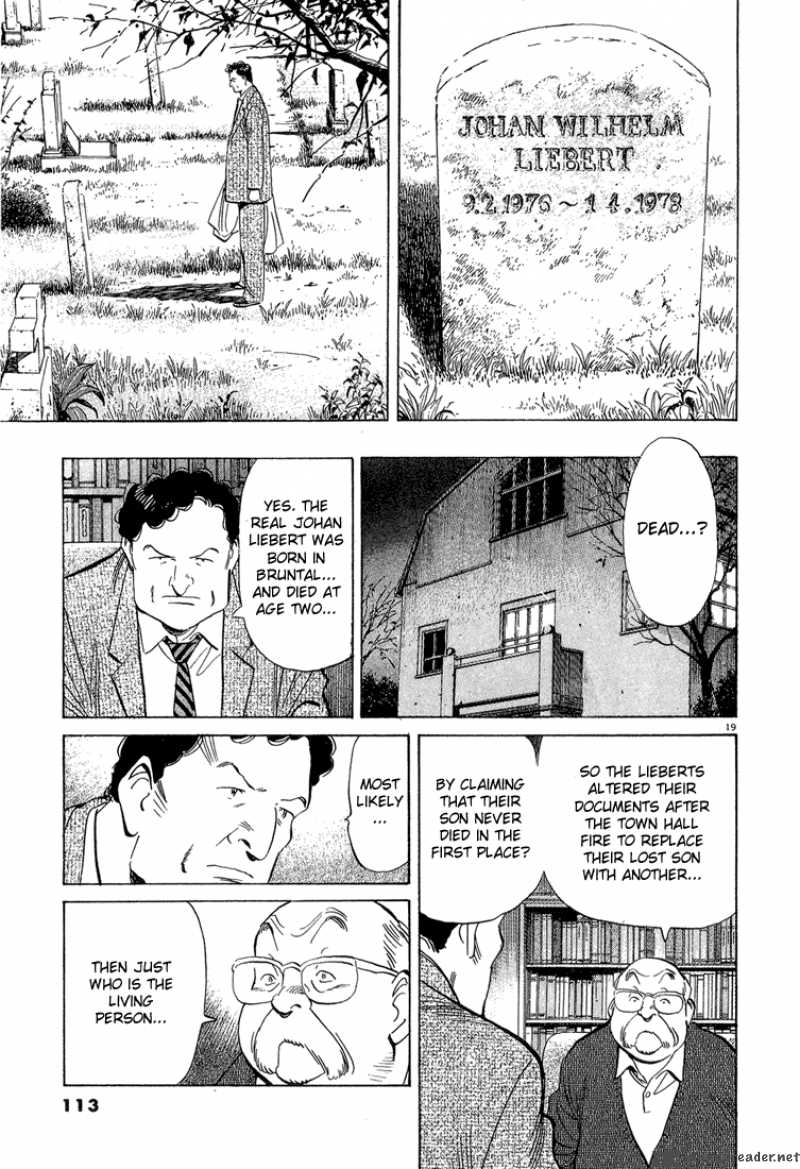 JOHAN WILHELM
LIEBERT
9.2.1976 ~ 1 4.1978
DEAD...?
YES. THE
REAL JOHAN
LIEBERT WAS
BORN IN
BRUNTAL...
AND DIED AT
AGE TWO...
19
SO THE LIEBERTS
ALTERED THEIR
DOCUMENTS AFTER
THE TOWN HALL
FIRE TO REPLACE
THEIR LOST SON
WITH ANOTHER...
BY CLAIMING
THAT THEIR
SON NEVER
DIED IN THE
FIRST PLACE?
MOST
LIKELY
...
THEN JUST
WHO IS THE
LIVING
PERSON...
113
eader.net